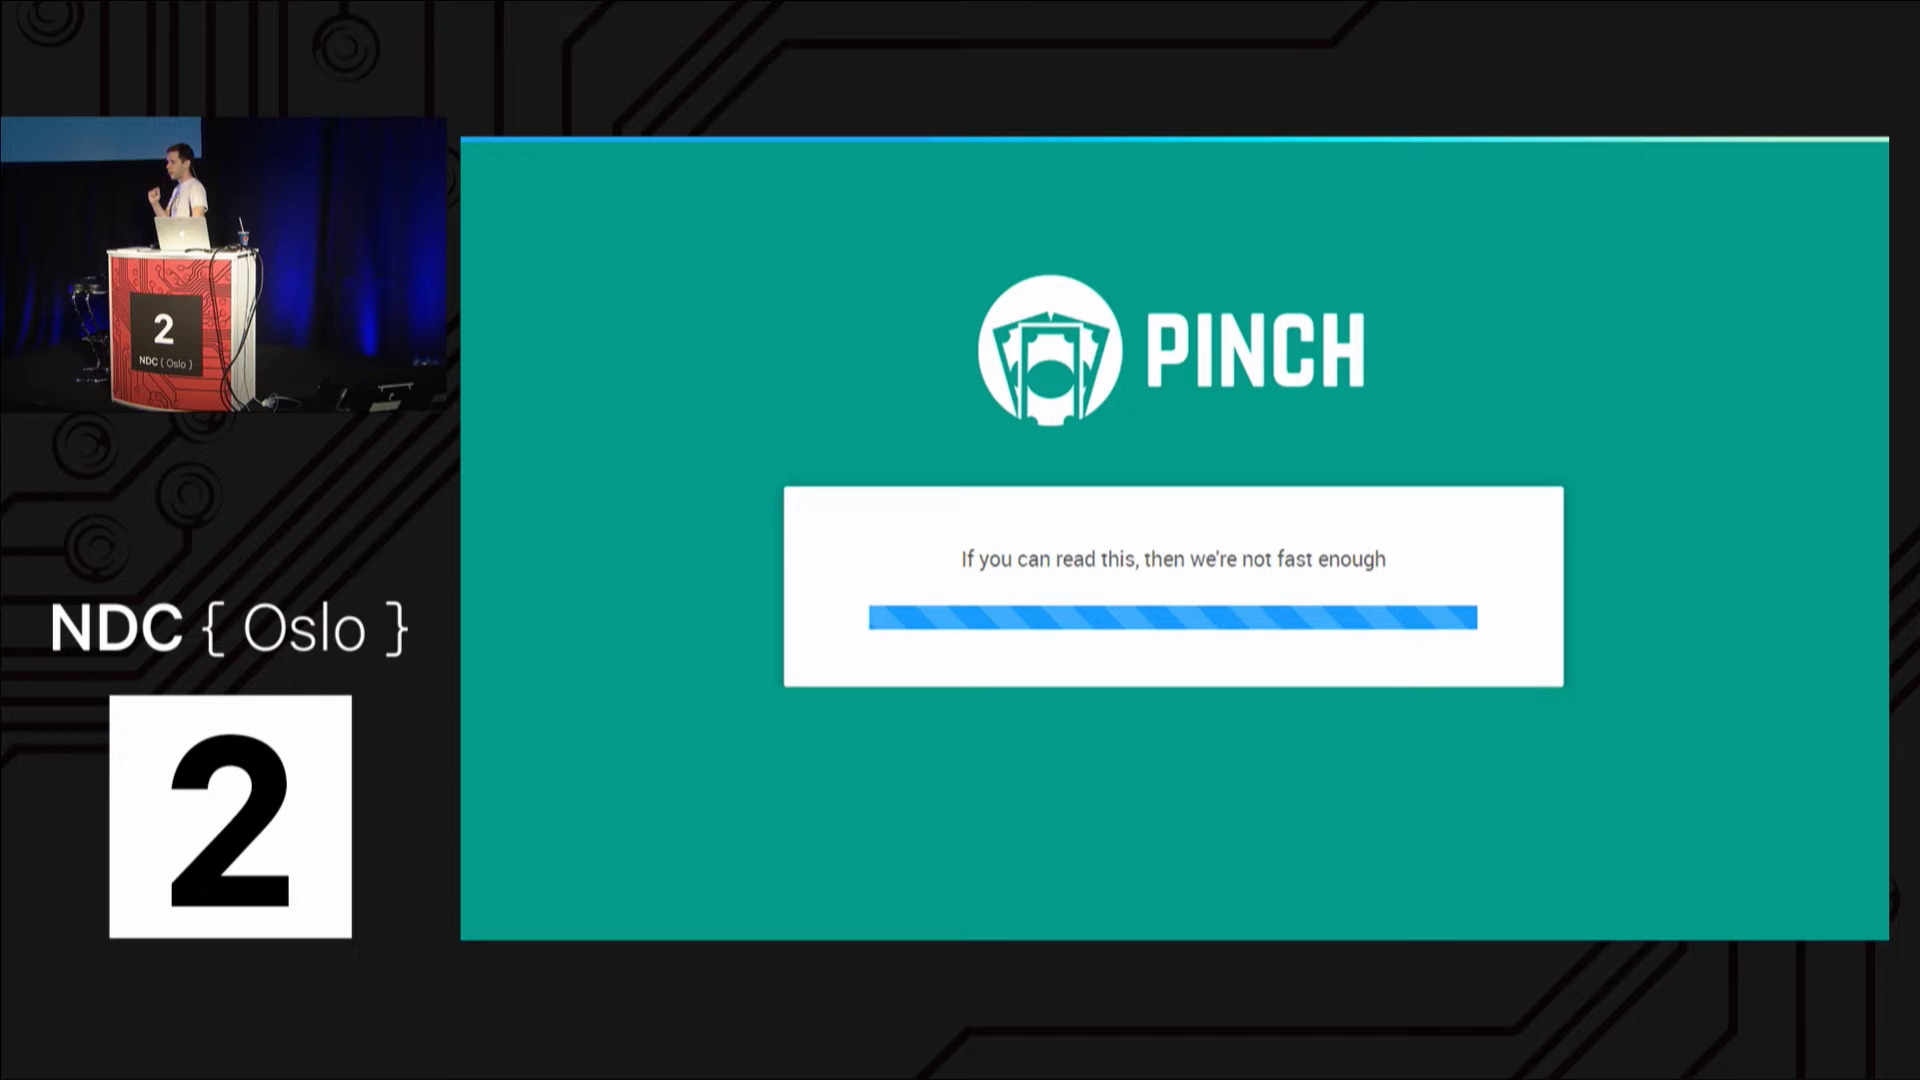 2
NDC { Oslo }
NDC { Oslo }
2
PINCH
If you can read this, then we're not fast enough